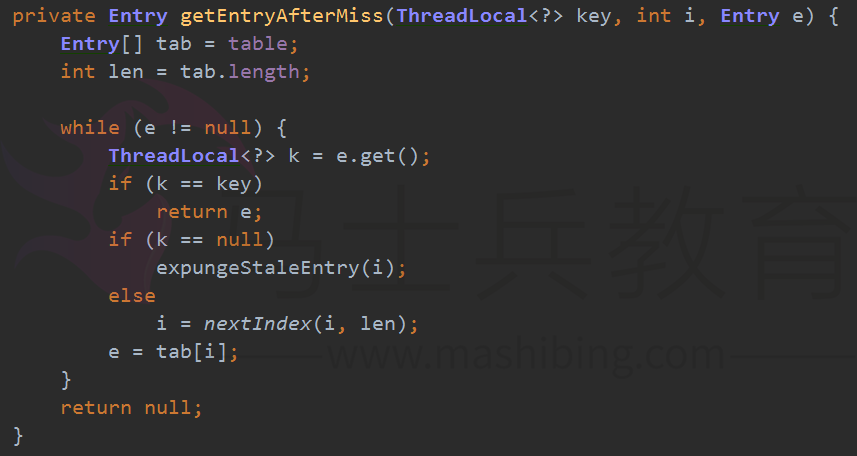 private Entry getEntryAfterMiss(ThreadLocal<?> key, int i, Entry e) {
    Entry[] tab = table;
    int len = tab.length;

    while (e != null) {
        ThreadLocal<?> k = e.get();
        if (k == key)
            return e;
        if (k == null)
            expungeStaleEntry(i);
        else
            i = nextIndex(i, len);
        e = tab[i];
    }
    return null;
}
马士兵教育
www.mashibing.com